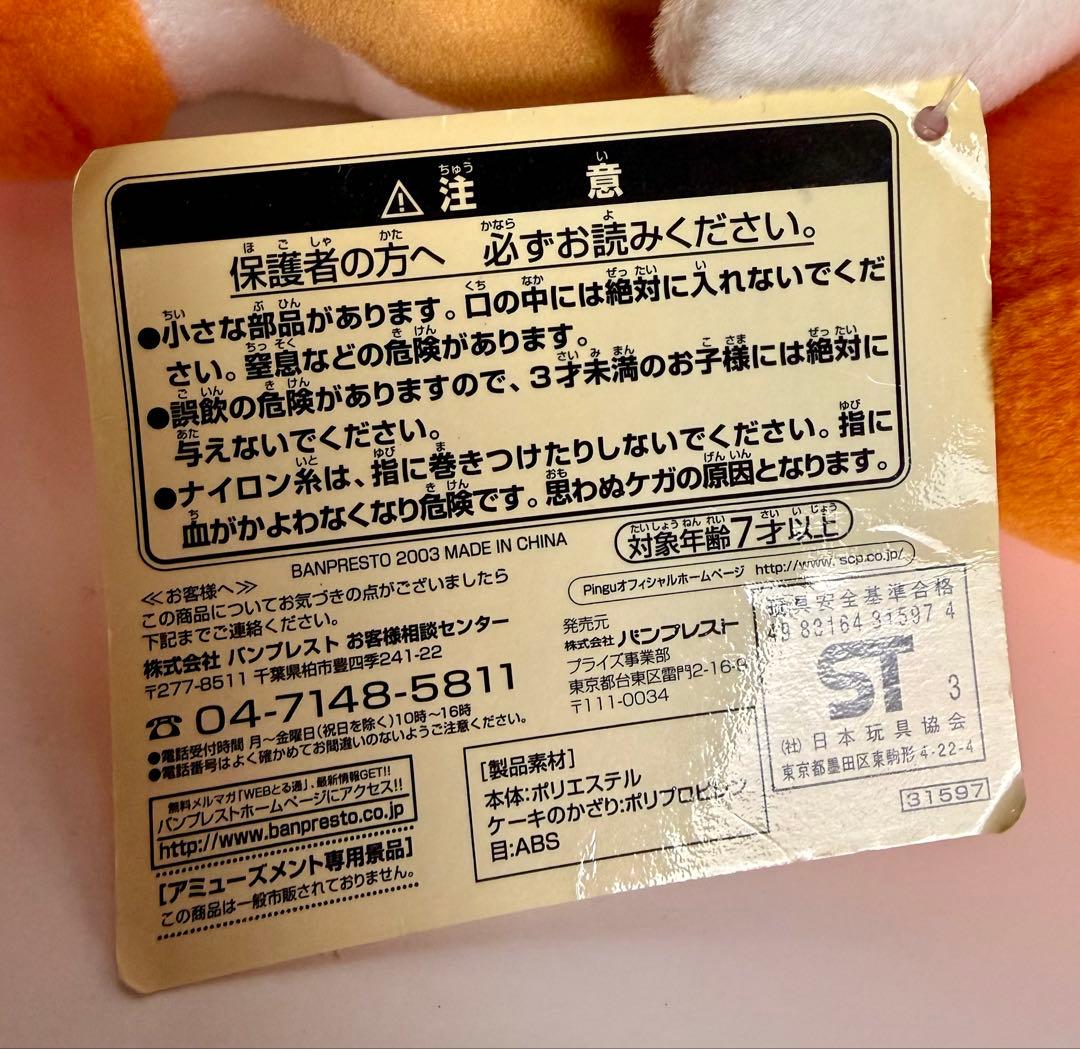 ⚠ 注意
保護者の方へ 必ずお読みください。
●小さな部品があります。口の中には絶対に入れないでくだ
さい。窒息などの危険があります。
●誤飲の危険がありますので、3才未満のお子様には絶対に
与えないでください。
●ナイロン糸は、指に巻きつけたりしないでください。指に
血がかよわなくなり危険です。思わぬケガの原因となります。
BANPRESTO 2003 MADE IN CHINA
対象年齢7才以上
≪お客様へ≫
この商品についてお気づきの点がございましたら
下記までご連絡ください。
株式会社 バンプレスト お客様相談センター
〒277-8511 千葉県柏市豊四季241-22
☎ 04-7148-5811
●電話受付時間 月〜金曜日(祝日を除く)10時〜16時
●電話番号はよく確かめてお間違いのないようご注意ください。
無料メルマガ「WEBとる通」、最新情報GET!!
バンプレストホームページにアクセス!!
http://www.banpresto.co.jp
[アミューズメント専用景品]
この商品は一般市販されておりません。
Pinguオフィシャルホームページ http://www.scp.co.jp/
発売元
株式会社 バンプレスト
プライズ事業部
東京都台東区雷門2-16-9
〒111-0034
[製品素材]
本体:ポリエステル
ケーキのかざり:ポリプロピレン
目:ABS
玩具安全基準合格
49 83164 31597 4
ST
3
(社)日本玩具協会
東京都墨田区東駒形4-22-4
31597